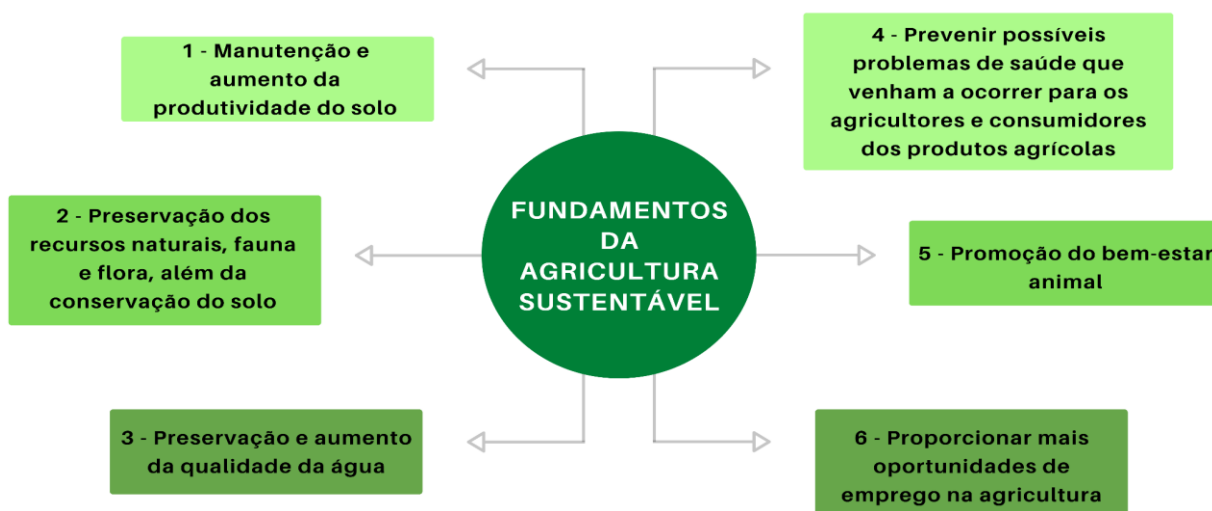 1 - Manutenção e
aumento da
produtividade do solo
2 - Preservação dos
recursos naturais, fauna
e flora, além da
conservação do solo
3 - Preservação e aumento
da qualidade da água
FUNDAMENTOS
DA
AGRICULTURA
SUSTENTÁVEL
4 - Prevenir possíveis
problemas de saúde que
venham a ocorrer para os
agricultores e consumidores
dos produtos agrícolas
5 - Promoção do bem-estar
animal
6 - Proporcionar mais
oportunidades de
emprego na agricultura